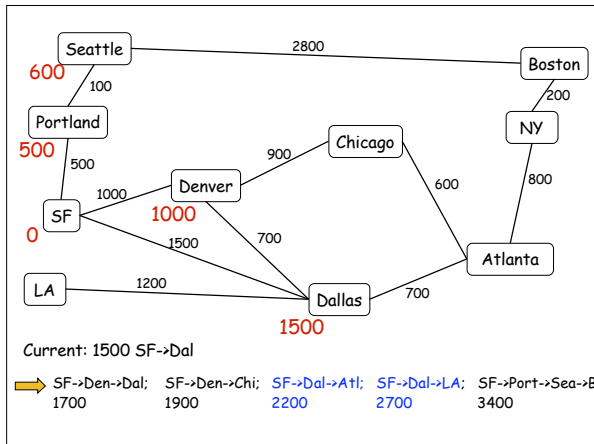 Seattle
2800
Boston
600
100
200
Portland
NY
500
Chicago
500
900
800
Denver
1000
600
SF
1000
0
1500
700
Atlanta
LA
1200
Dallas
700
1500
Current: 1500 SF->Dal
SF->Den->Dal; SF->Den->Chi; SF->Dal->Atl; SF->Dal->LA; SF->Port->Sea->B
1700 1900 2200 2700 3400